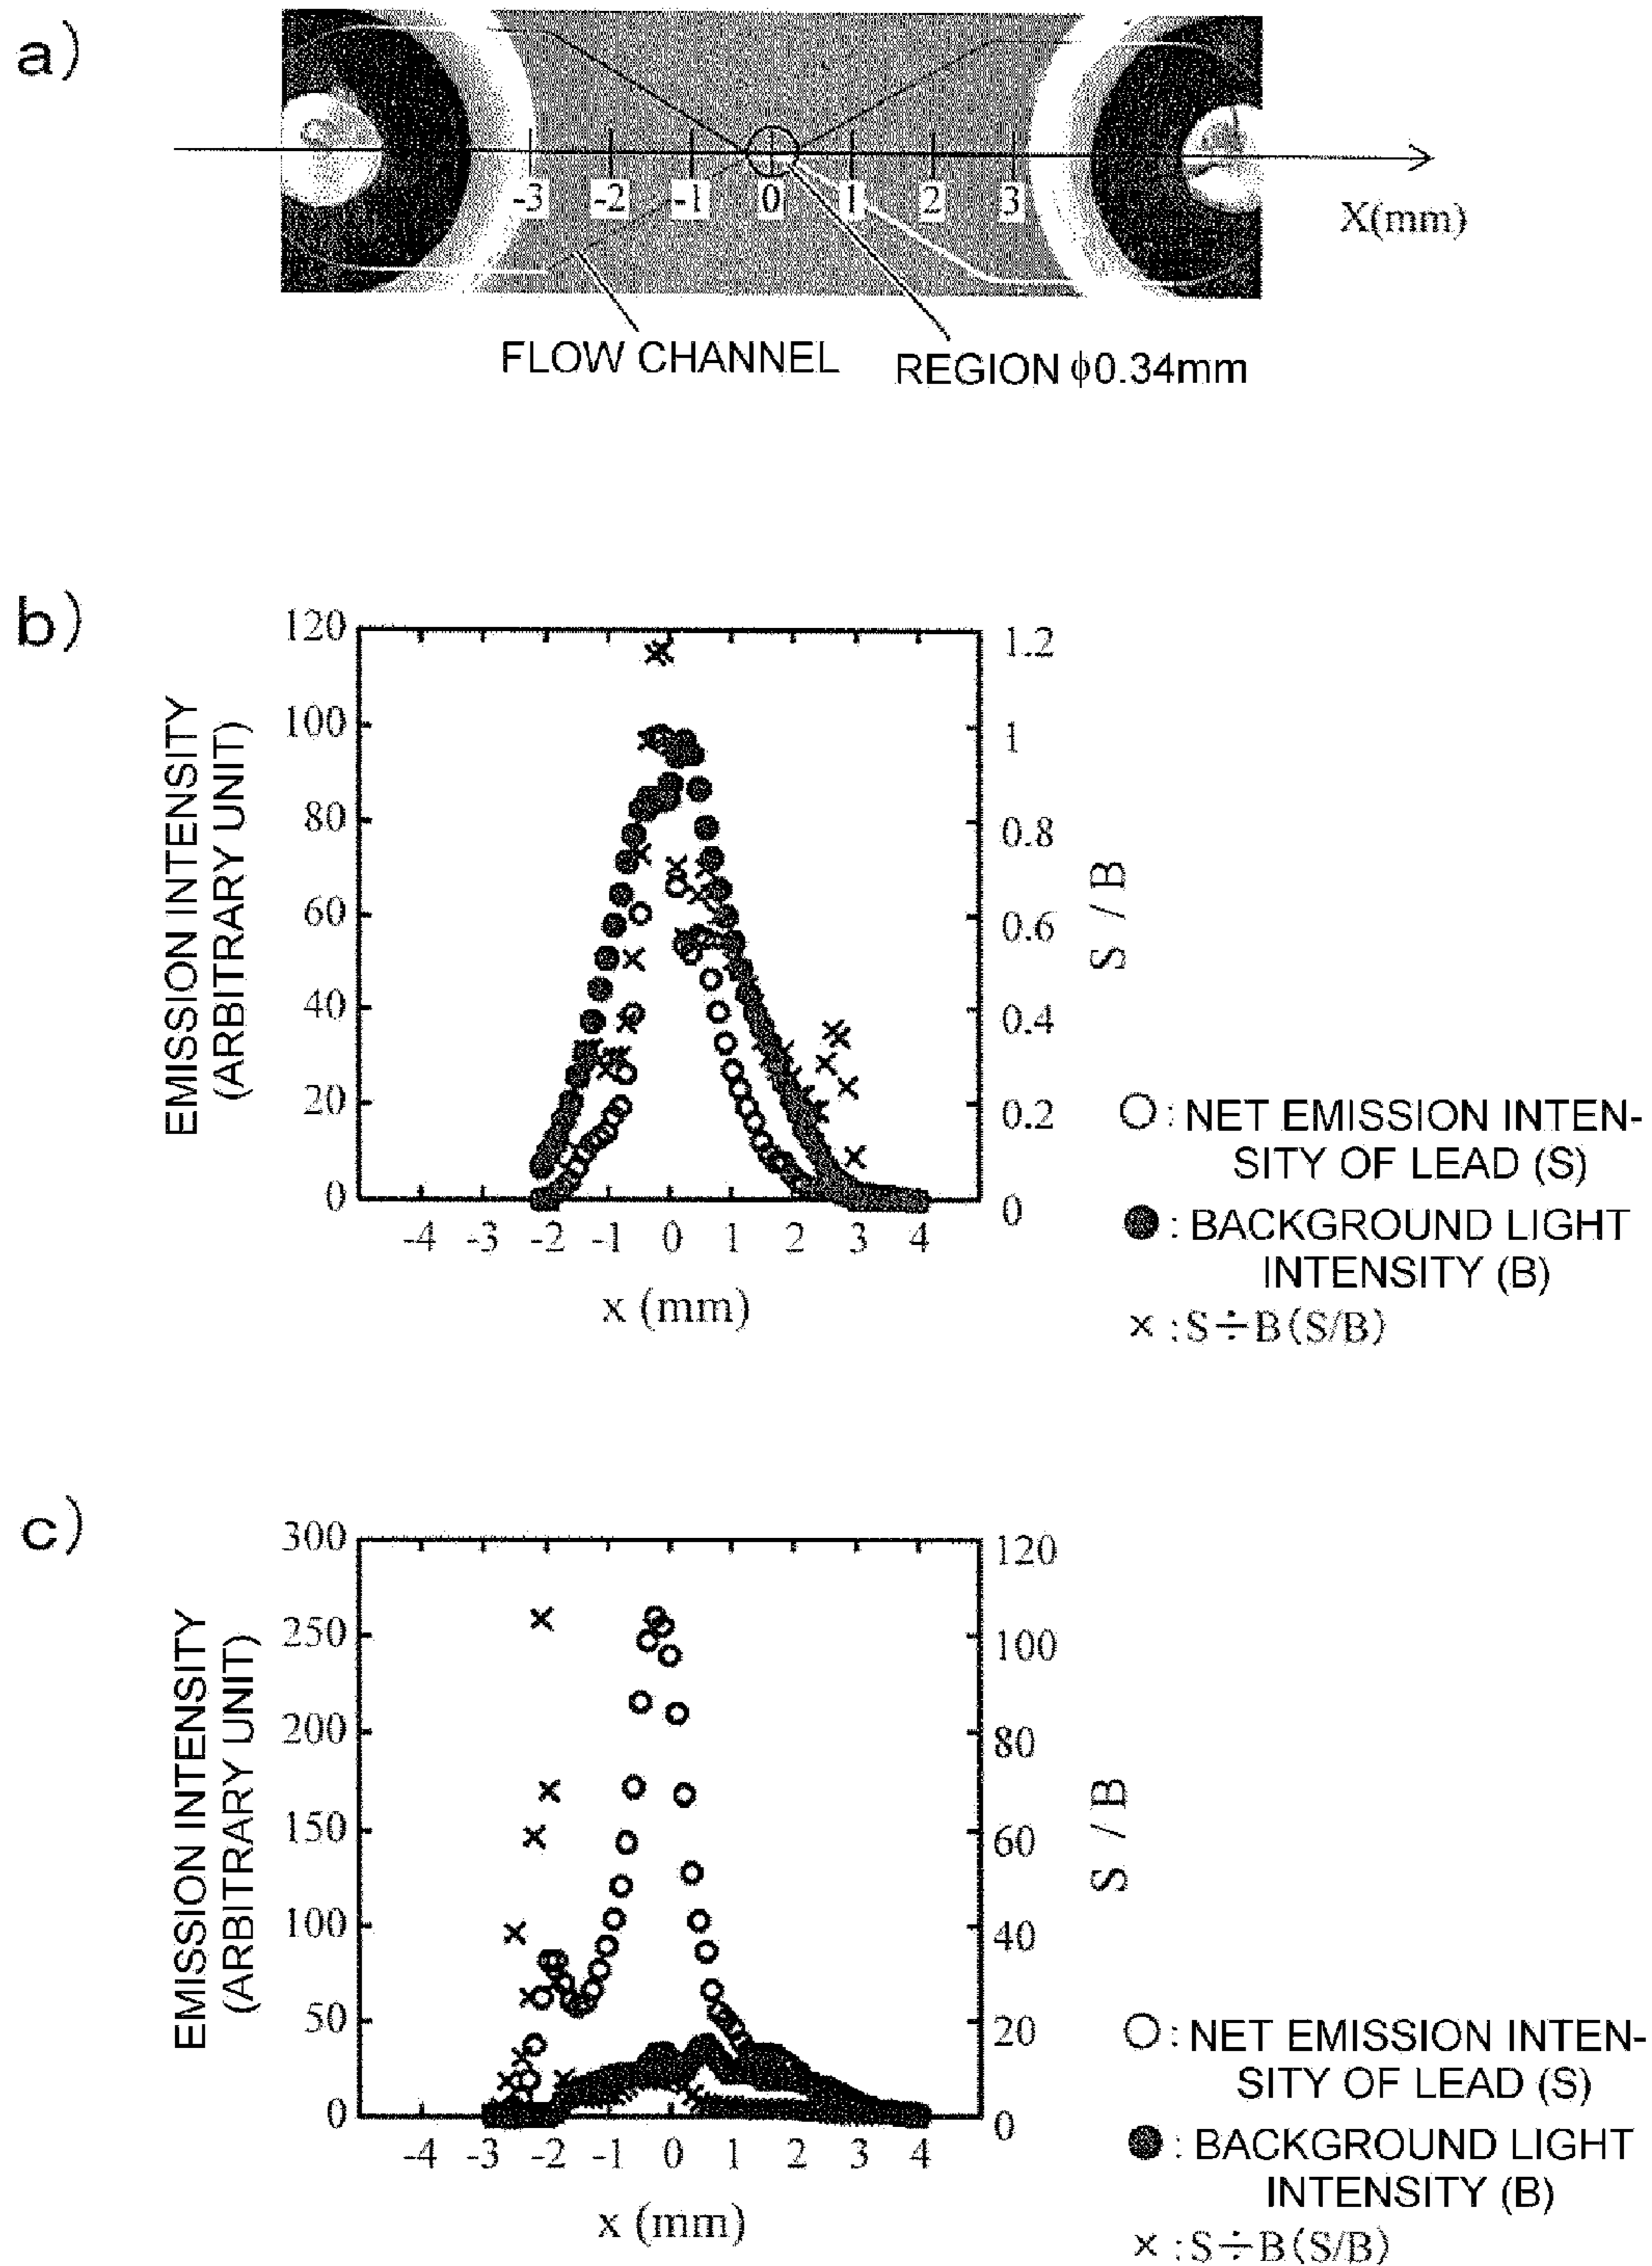 a)
-3 -2 -1 0 1 2 3
X(mm)
FLOW CHANNEL
REGION φ0.34mm
b)
EMISSION INTENSITY
(ARBITRARY UNIT)
120
100
80
60
40
20
0
1.2
1
0.8
0.6
0.4
0.2
0
S / B
-4 -3 -2 -1 0 1 2 3 4
x (mm)
○ : NET EMISSION INTEN-
SITY OF LEAD (S)
● : BACKGROUND LIGHT
INTENSITY (B)
× : S÷B(S/B)
c)
EMISSION INTENSITY
(ARBITRARY UNIT)
300
250
200
150
100
50
0
120
100
80
60
40
20
0
S / B
-4 -3 -2 -1 0 1 2 3 4
x (mm)
○ : NET EMISSION INTEN-
SITY OF LEAD (S)
● : BACKGROUND LIGHT
INTENSITY (B)
× : S÷B(S/B)